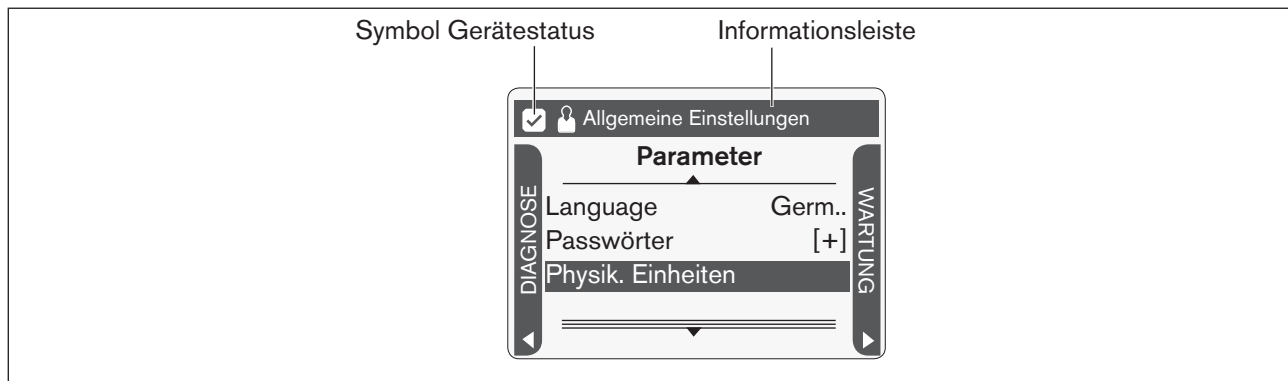 Symbol Gerätestatus Informationsleiste
Allgemeine Einstellungen
Parameter
DIAGNOSE
Language Germ..
Passwörter [+]
Physik. Einheiten
WARTUNG